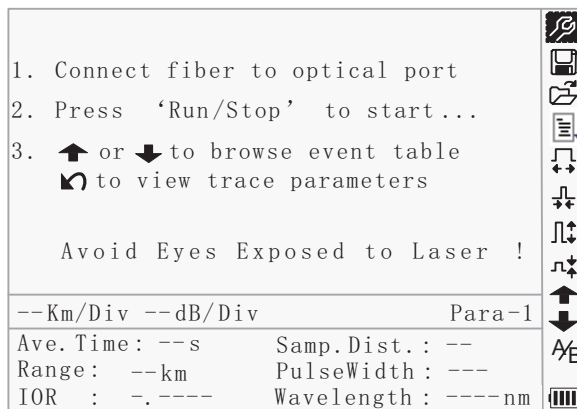 1. Connect fiber to optical port
2. Press ‘Run/Stop’ to start...
3. ⬆ or ⬇ to browse event table
↶ to view trace parameters
Avoid Eyes Exposed to Laser !
--Km/Div --dB/Div Para-1
Ave.Time: --s Samp.Dist.: --
Range: --km PulseWidth: ---
IOR : -.---- Wavelength: ----nm
A/B